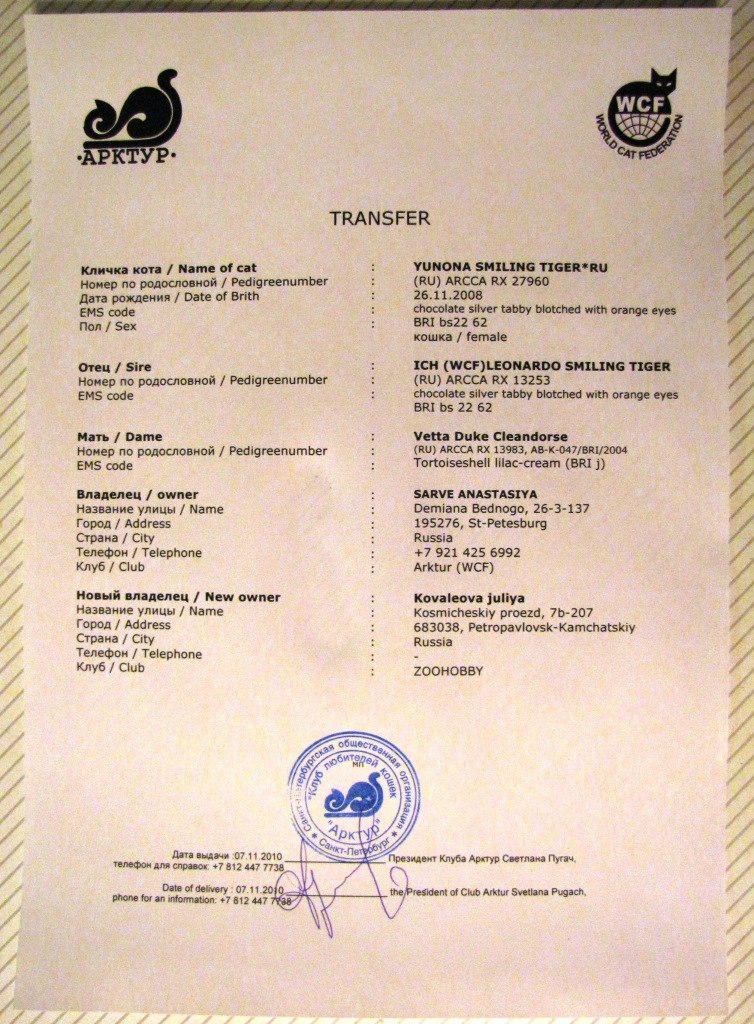 ·АРКТУР·
WCF
WORLD CAT FEDERATION
TRANSFER
Кличка кота / Name of cat : YUNONA SMILING TIGER*RU
Номер по родословной / Pedigreenumber : (RU) ARCCA RX 27960
Дата рождения / Date of Brith : 26.11.2008
EMS code : chocolate silver tabby blotched with orange eyes
Пол / Sex : BRI bs22 62
кошка / female
Отец / Sire : ICH (WCF)LEONARDO SMILING TIGER
Номер по родословной / Pedigreenumber : (RU) ARCCA RX 13253
EMS code : chocolate silver tabby blotched with orange eyes
BRI bs 22 62
Мать / Dame : Vetta Duke Cleandorse
Номер по родословной / Pedigreenumber : (RU) ARCCA RX 13983, AB-K-047/BRI/2004
EMS code : Tortoiseshell lilac-cream (BRI j)
Владелец / owner : SARVE ANASTASIYA
Название улицы / Name : Demiana Bednogo, 26-3-137
Город / Address : 195276, St-Petesburg
Страна / City : Russia
Телефон / Telephone : +7 921 425 6992
Клуб / Club : Arktur (WCF)
Новый владелец / New owner : Kovaleova juliya
Название улицы / Name : Kosmicheskiy proezd, 7b-207
Город / Address : 683038, Petropavlovsk-Kamchatskiy
Страна / City : Russia
Телефон / Telephone : -
Клуб / Club : ZOOHOBBY
Санкт-Петербургская общественная организация
"Клуб любителей кошек
МП
"Арктур"
* Санкт-Петербург *
Дата выдачи :07.11.2010 Президент Клуба Арктур Светлана Пугач,
телефон для справок: +7 812 447 7738
Date of delivery : 07.11.2010 the President of Club Arktur Svetlana Pugach,
phone for an information: +7 812 447 7738